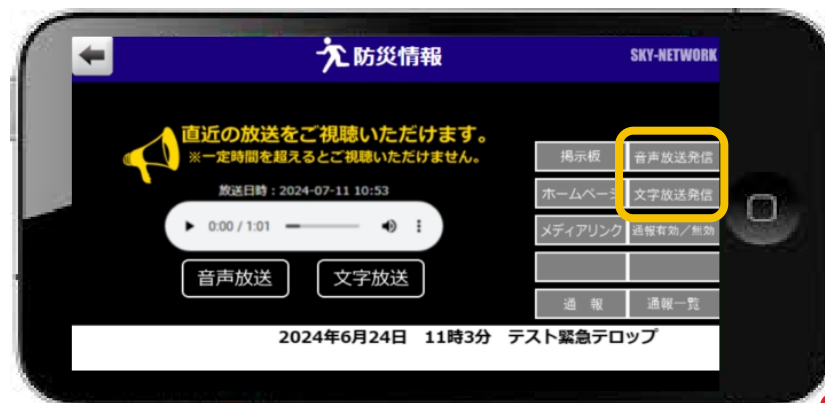 防災情報
SKY-NETWORK
直近の放送をご視聴いただけます。
※一定時間を超えるとご視聴いただけません。
放送日時：2024-07-11 10:53
0:00 / 1:01
音声放送
文字放送
掲示板
音声放送発信
ホームページ
文字放送発信
メディアリンク
通報有効／無効
通　報
通報一覧
2024年6月24日　11時3分　テスト緊急テロップ